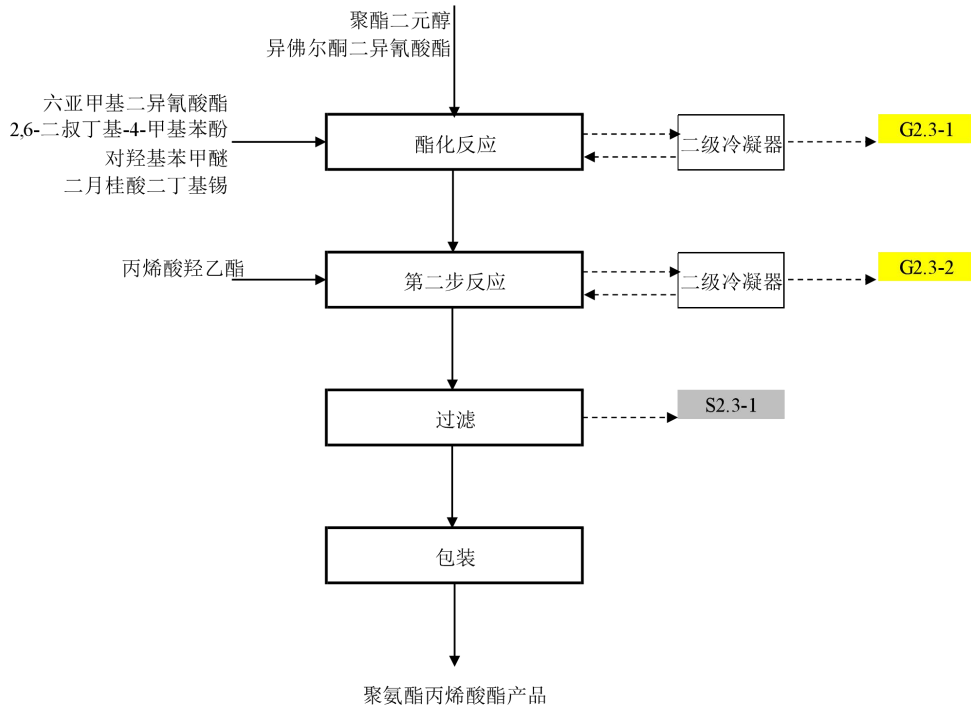 聚酯二元醇
异佛尔酮二异氰酸酯
六亚甲基二异氰酸酯
2,6-二叔丁基-4-甲基苯酚
对羟基苯甲醚
二月桂酸二丁基锡
酯化反应
二级冷凝器
G2.3-1
丙烯酸羟乙酯
第二步反应
二级冷凝器
G2.3-2
过滤
S2.3-1
包装
聚氨酯丙烯酸酯产品